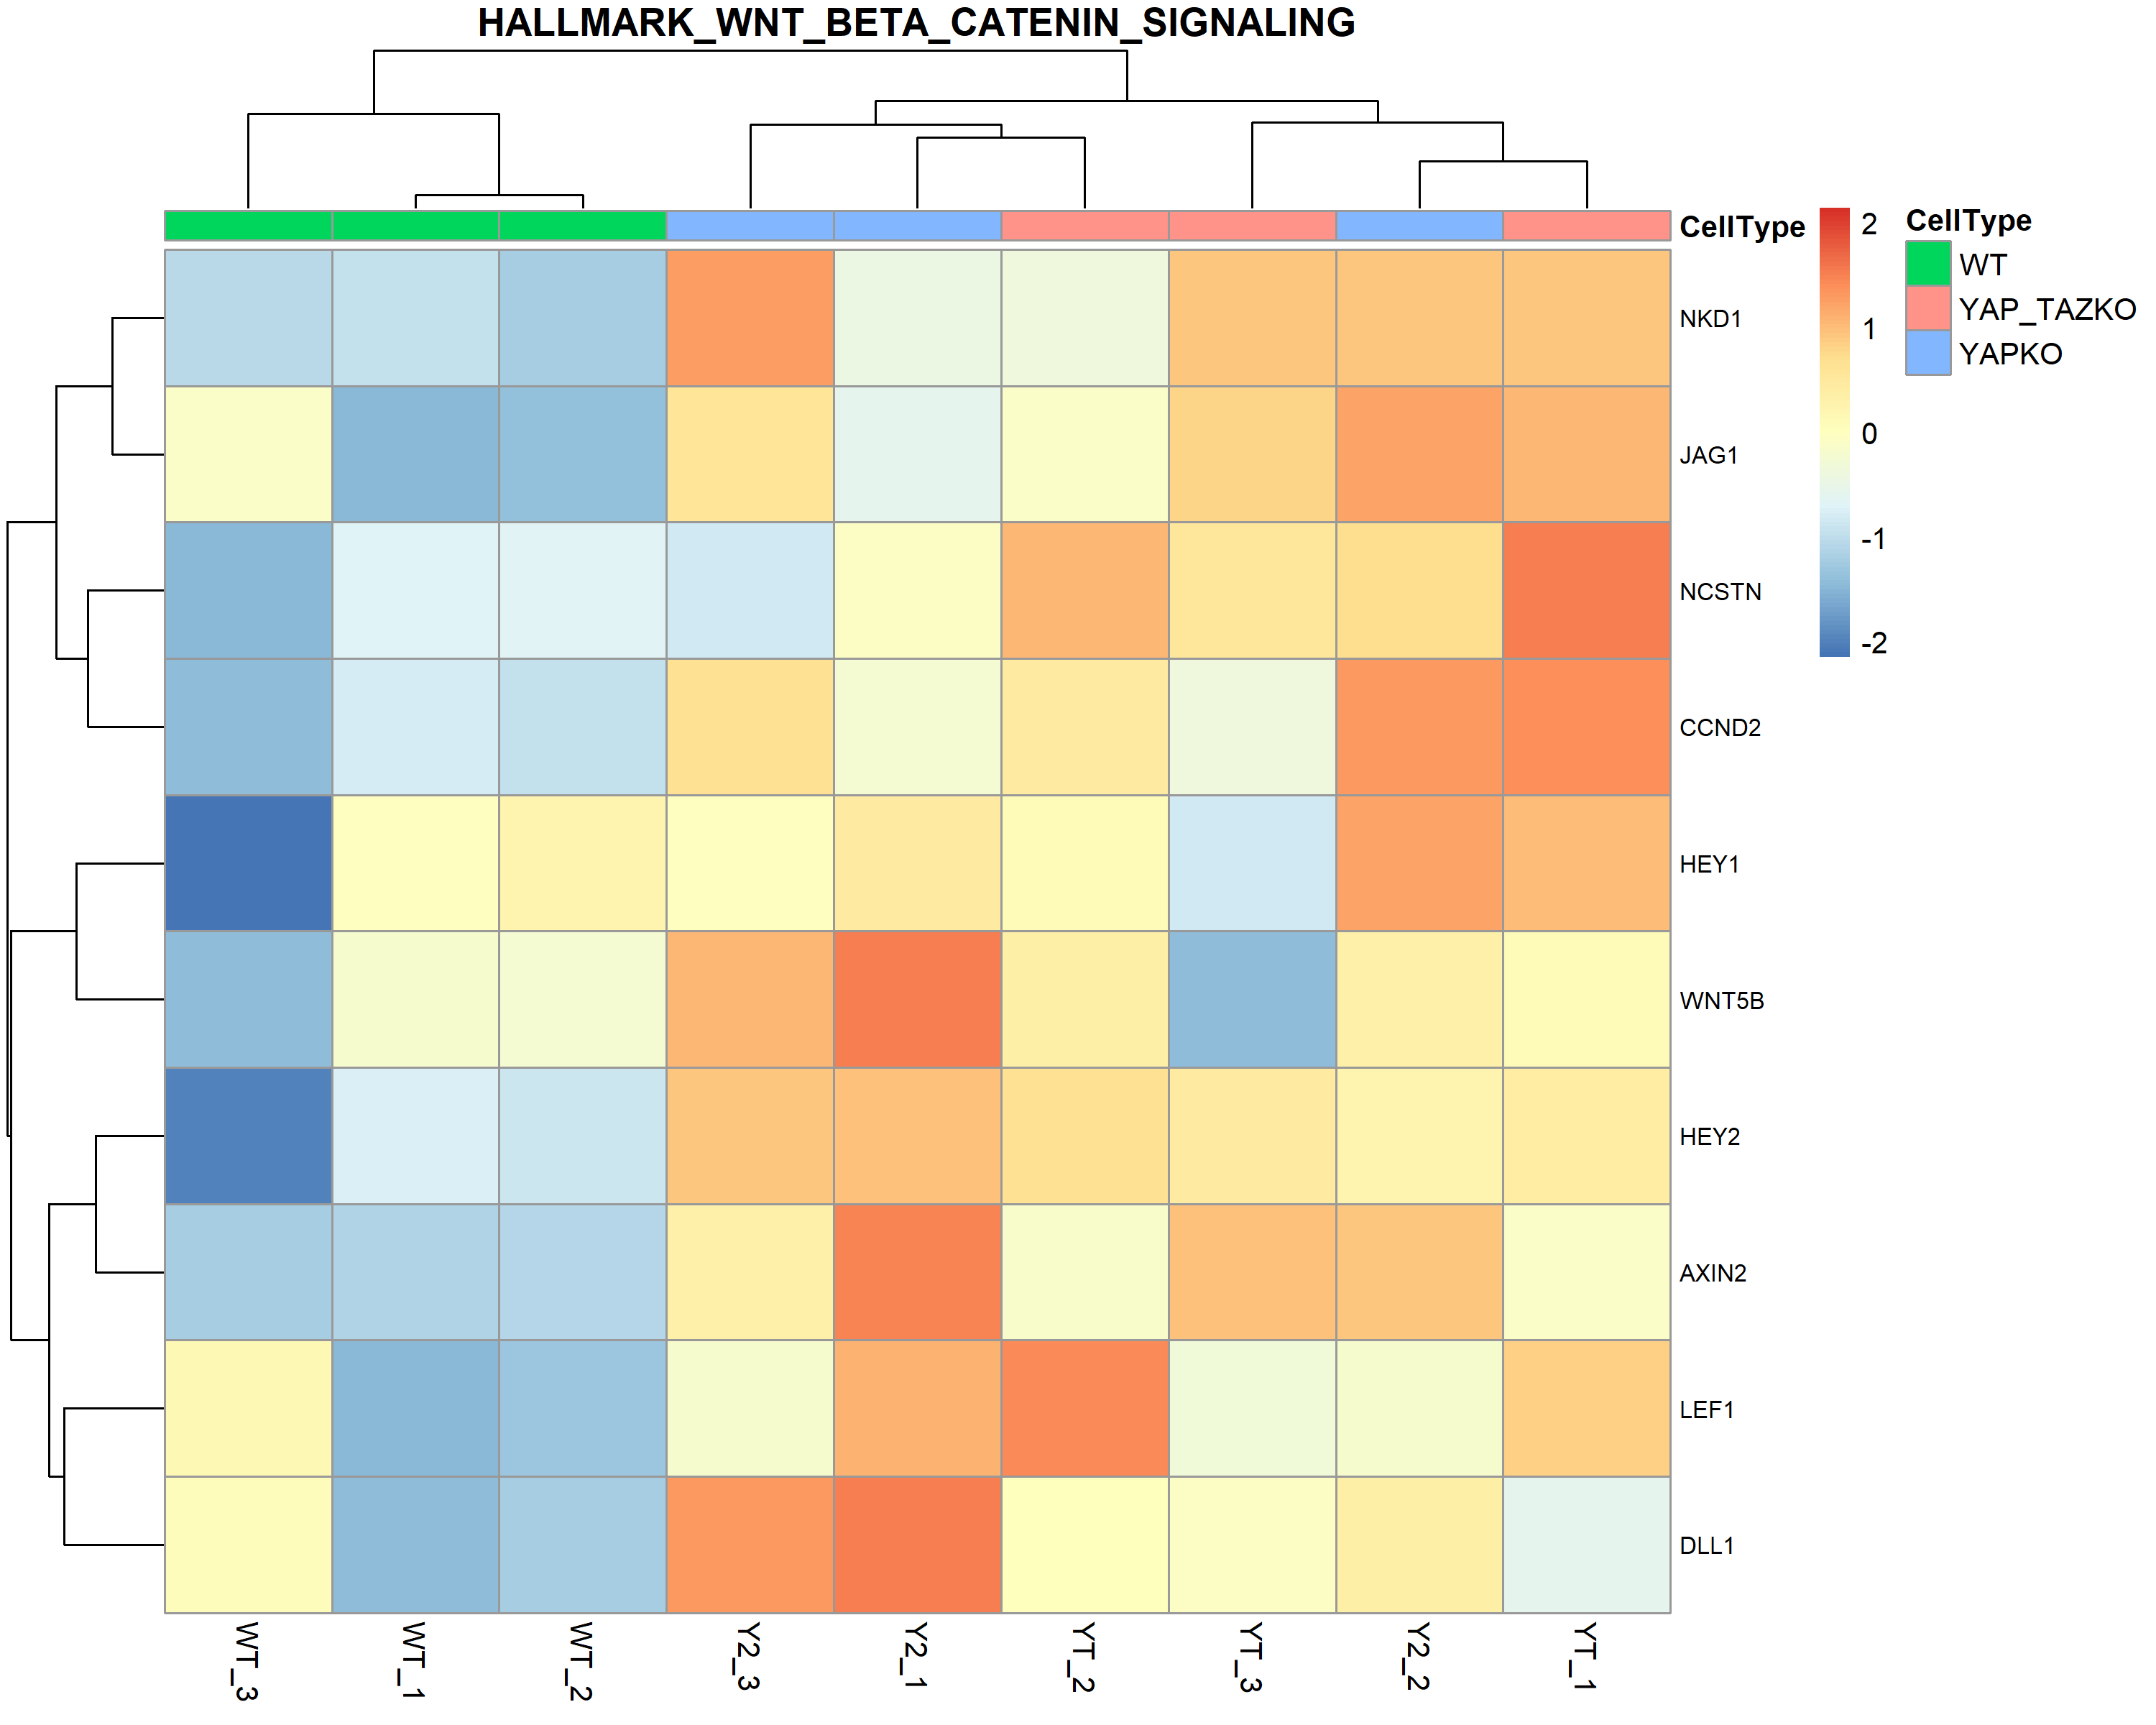 HALLMARK_WNT_BETA_CATENIN_SIGNALING
CellType
2
1
0
-1
-2
CellType
WT
YAP_TAZKO
YAPKO
NKD1
JAG1
NCSTN
CCND2
HEY1
WNT5B
HEY2
AXIN2
LEF1
DLL1
WT_3
WT_1
WT_2
Y2_3
Y2_1
YT_2
YT_3
Y2_2
YT_1